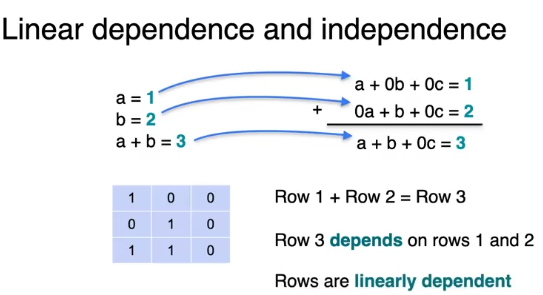 Linear dependence and independence
a = 1
b = 2
a + b = 3
a + 0b + 0c = 1
+ 0a + b + 0c = 2
a + b + 0c = 3
1 0 0
0 1 0
1 1 0
Row 1 + Row 2 = Row 3
Row 3 depends on rows 1 and 2
Rows are linearly dependent